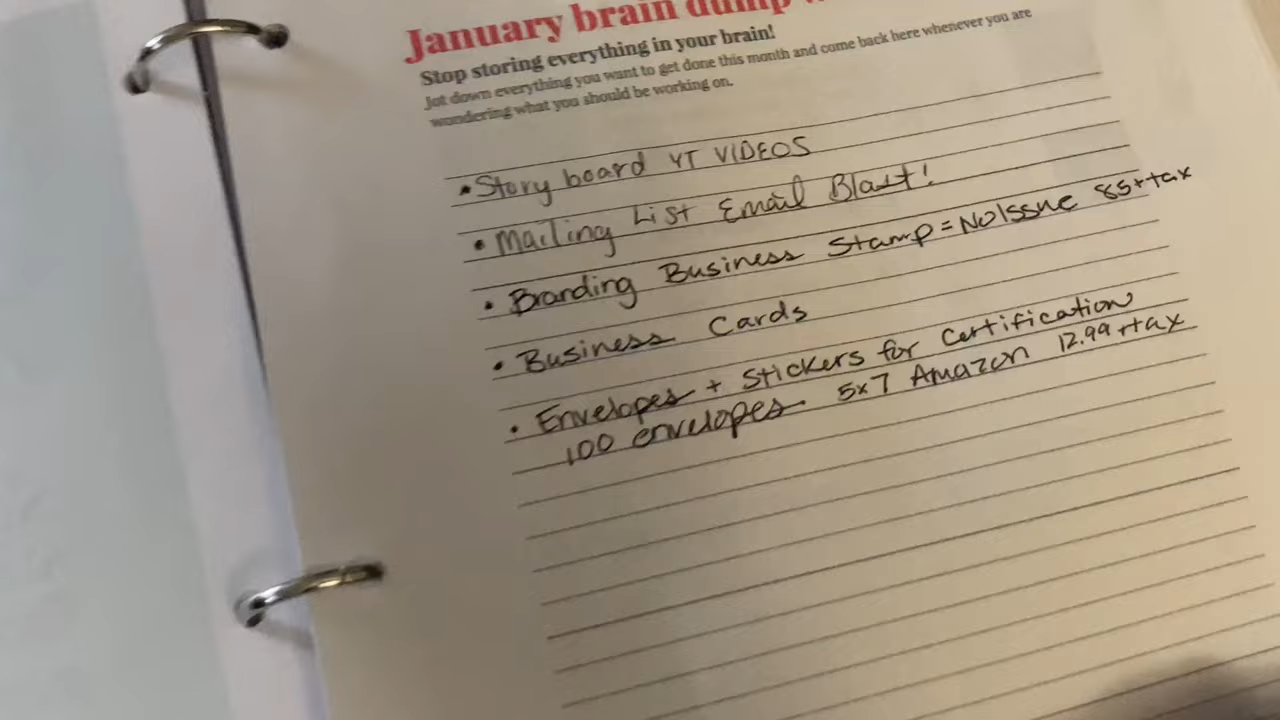 January brain dump
Stop storing everything in your brain!
Jot down everything you want to get done this month and come back here whenever you are
wondering what you should be working on.
• Story board YT VIDEOS
• Mailing List Email Blast!
• Branding Business Stamp = NoIssue 85+tax
• Business Cards
• Envelopes + Stickers for Certification
100 envelopes. 5x7 Amazon 12.99+tax